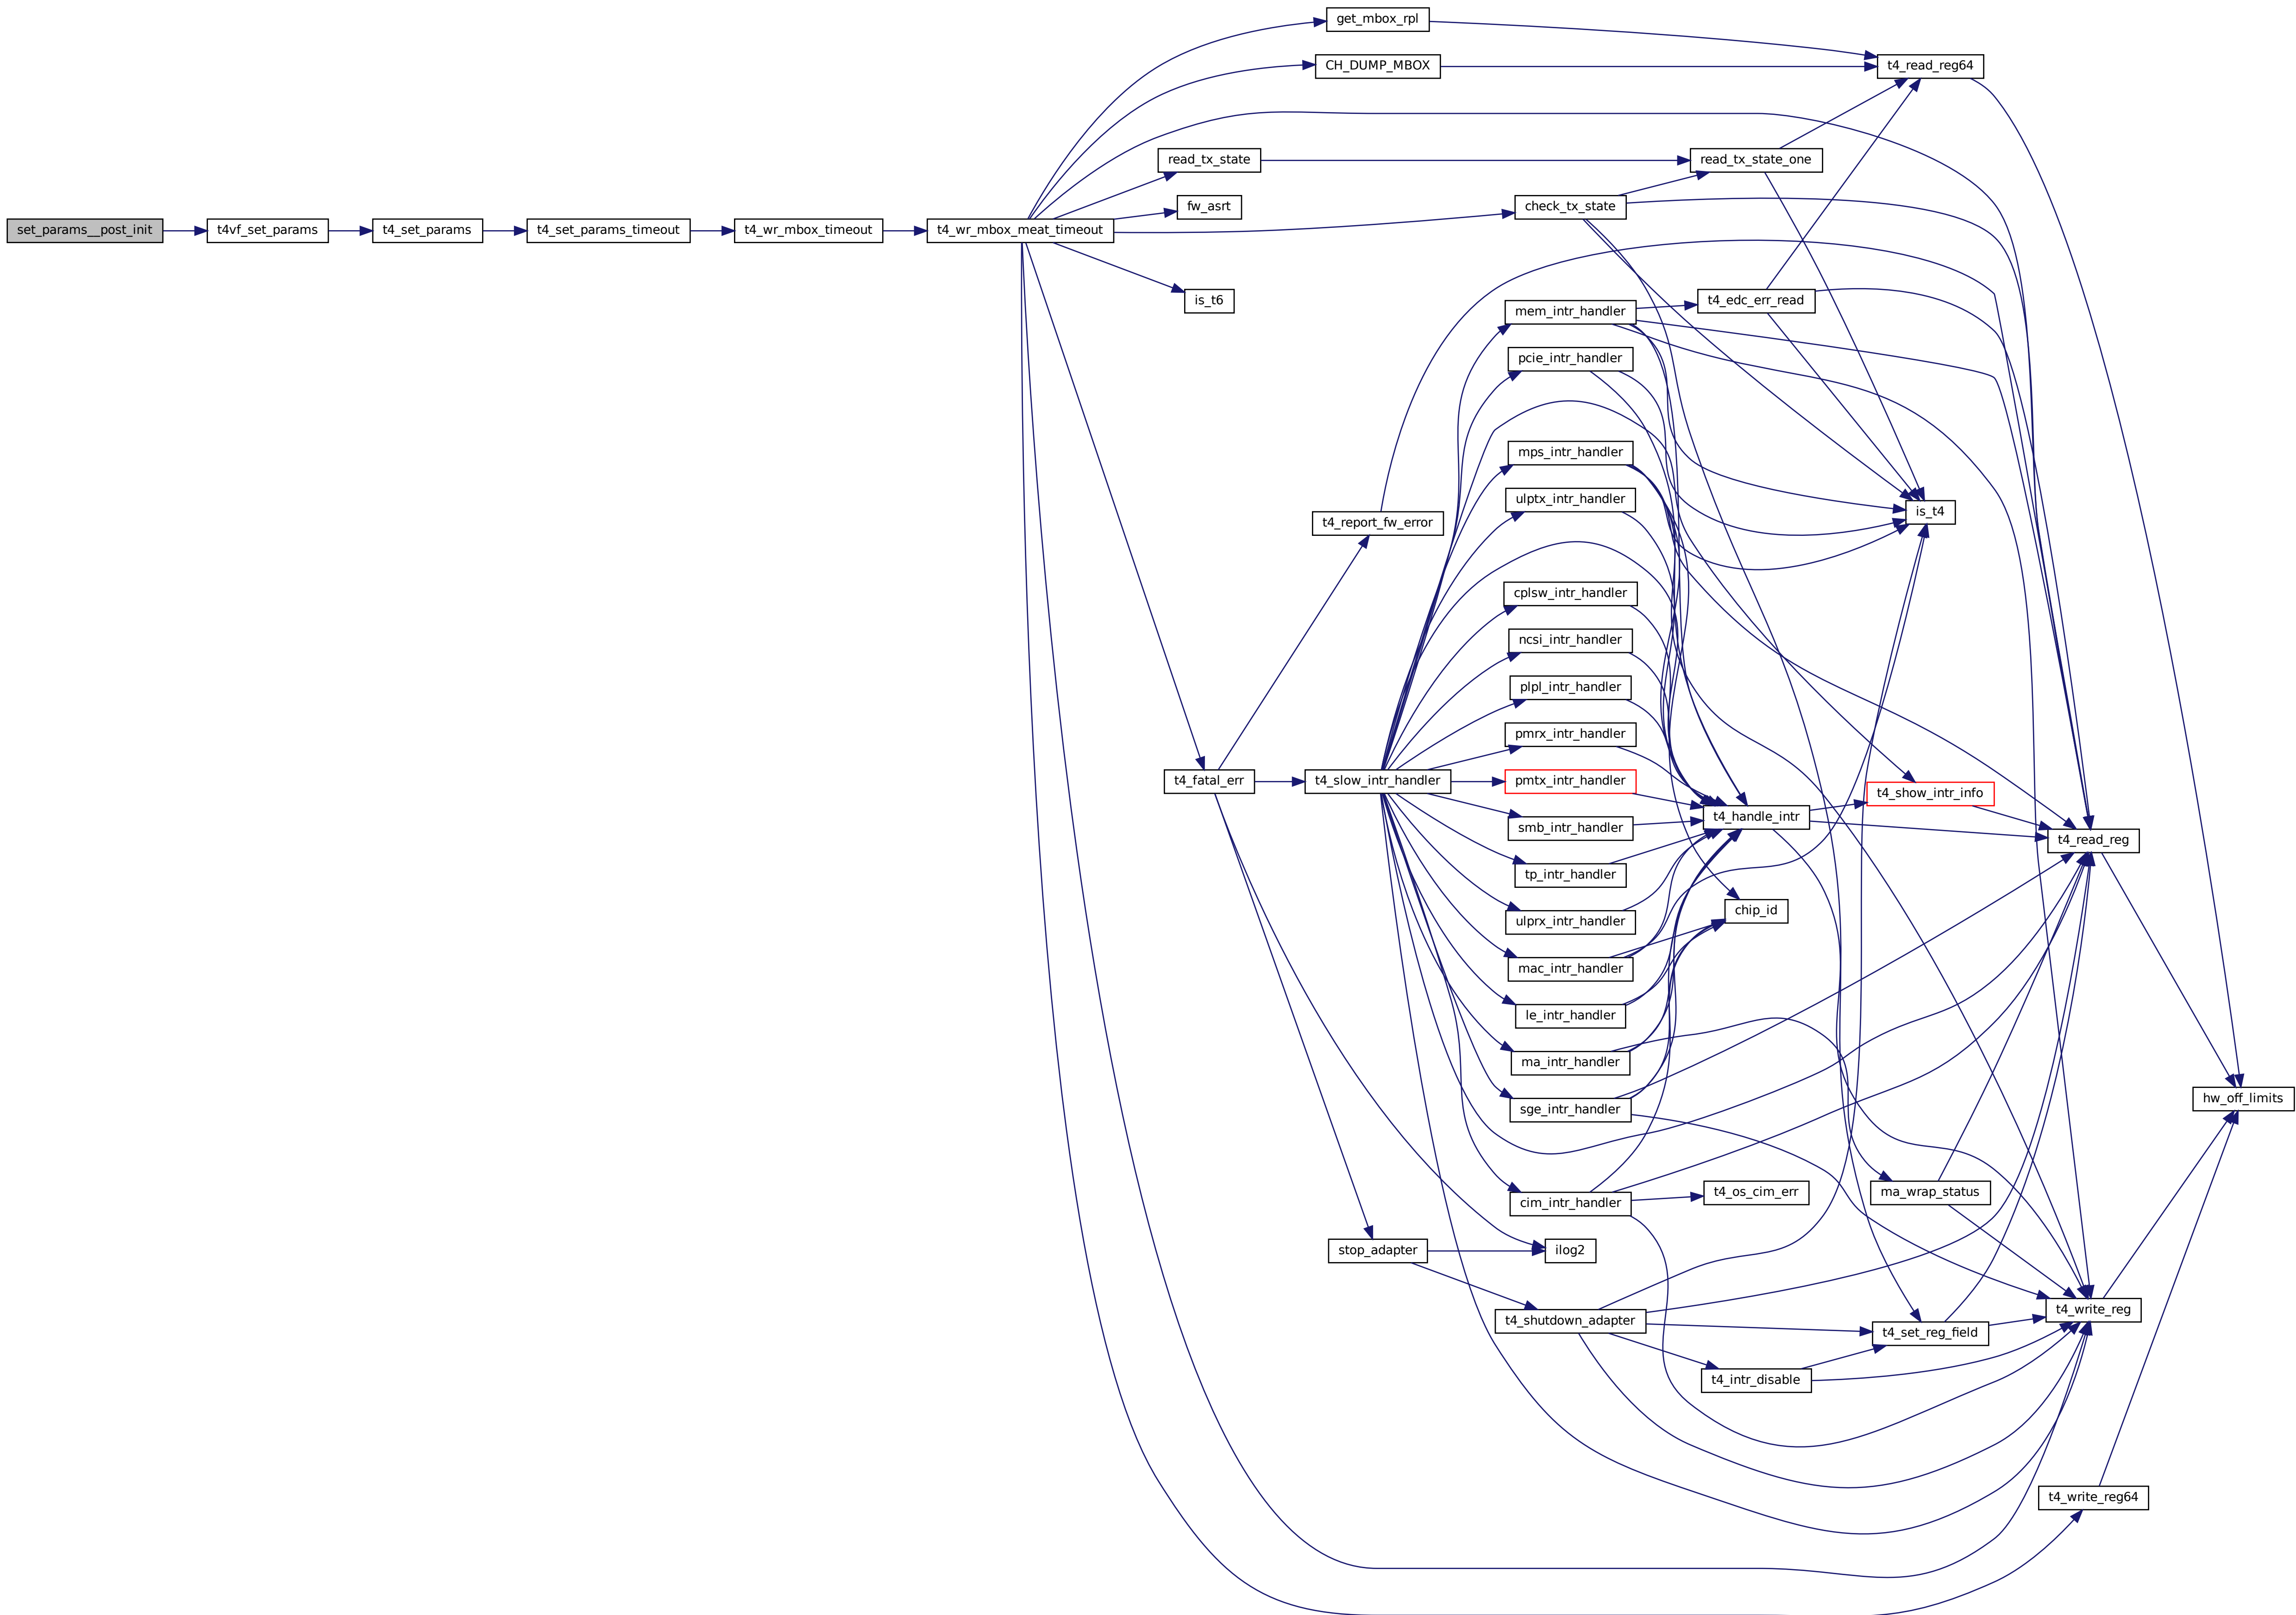 set_params__post_init
t4vf_set_params
t4_set_params
t4_set_params_timeout
t4_wr_mbox_timeout
t4_wr_mbox_meat_timeout
get_mbox_rpl
CH_DUMP_MBOX
read_tx_state
fw_asrt
is_t6
t4_fatal_err
t4_report_fw_error
t4_slow_intr_handler
stop_adapter
check_tx_state
mem_intr_handler
pcie_intr_handler
mps_intr_handler
ulptx_intr_handler
cplsw_intr_handler
ncsi_intr_handler
plpl_intr_handler
pmrx_intr_handler
pmtx_intr_handler
smb_intr_handler
tp_intr_handler
ulprx_intr_handler
mac_intr_handler
le_intr_handler
ma_intr_handler
sge_intr_handler
cim_intr_handler
ilog2
t4_shutdown_adapter
read_tx_state_one
t4_edc_err_read
t4_handle_intr
chip_id
t4_os_cim_err
t4_intr_disable
t4_read_reg64
is_t4
t4_show_intr_info
ma_wrap_status
t4_set_reg_field
t4_read_reg
t4_write_reg
t4_write_reg64
hw_off_limits